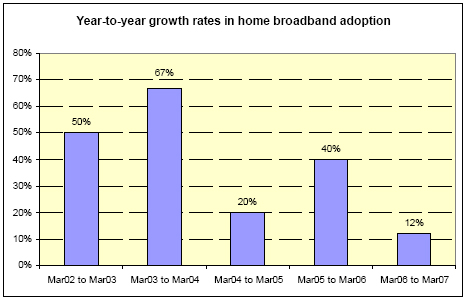 Year-to-year growth rates in home broadband adoption
80%
70%
60%
50%
40%
30%
20%
10%
0%
50%
67%
20%
40%
12%
Mar02 to Mar03
Mar03 to Mar04
Mar04 to Mar05
Mar05 to Mar06
Mar06 to Mar07